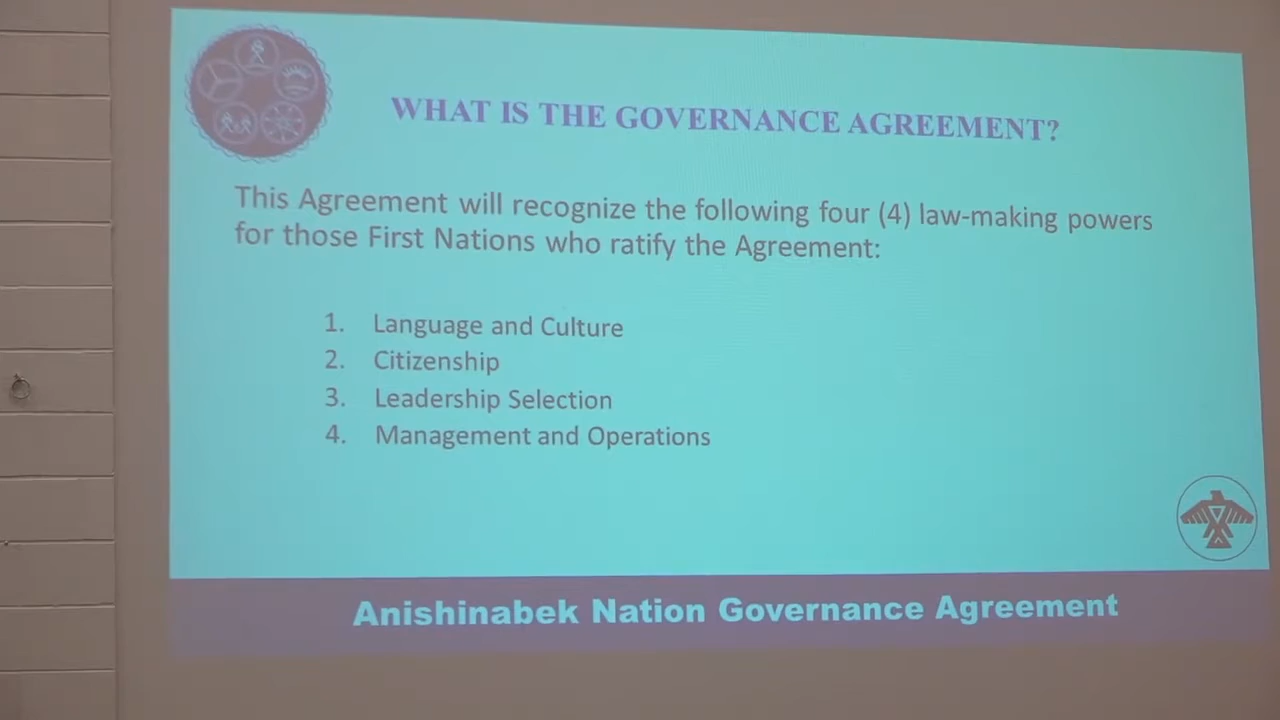 WHAT IS THE GOVERNANCE AGREEMENT?
This Agreement will recognize the following four (4) law-making powers
for those First Nations who ratify the Agreement:
1. Language and Culture
2. Citizenship
3. Leadership Selection
4. Management and Operations
Anishinabek Nation Governance Agreement